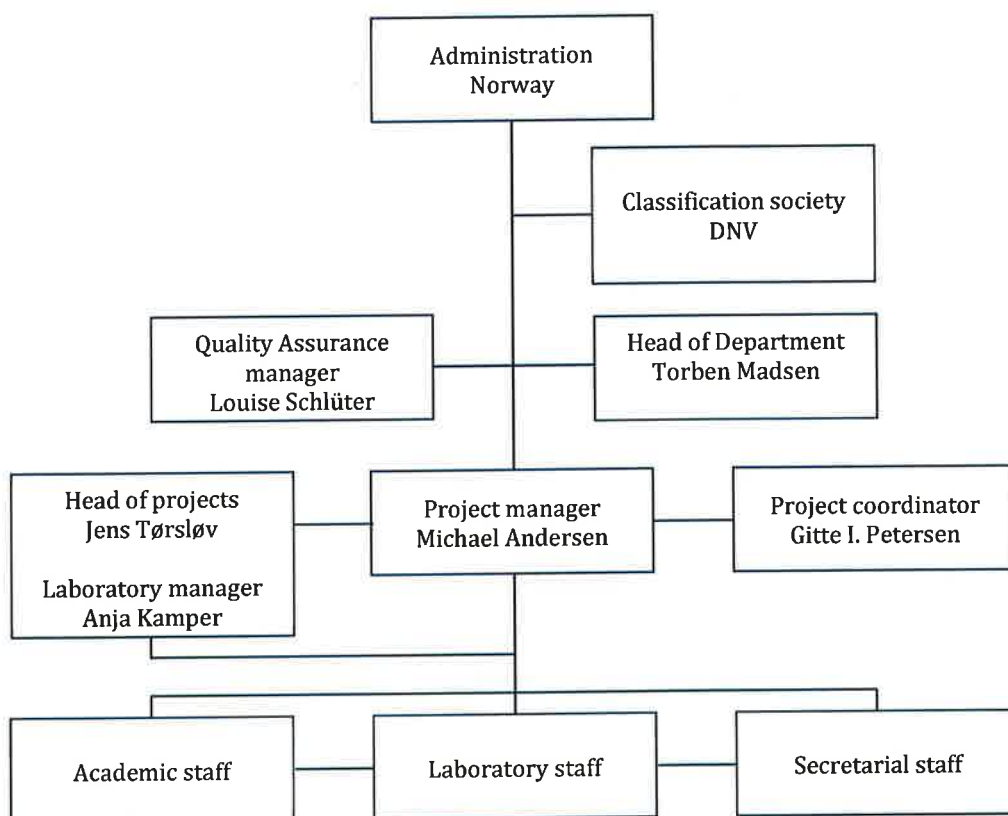 Administration
Norway
Classification society
DNV
Quality Assurance
manager
Louise Schlüter
Head of Department
Torben Madsen
Head of projects
Jens Tørsløv
Laboratory manager
Anja Kamper
Project manager
Michael Andersen
Project coordinator
Gitte I. Petersen
Academic staff
Laboratory staff
Secretarial staff